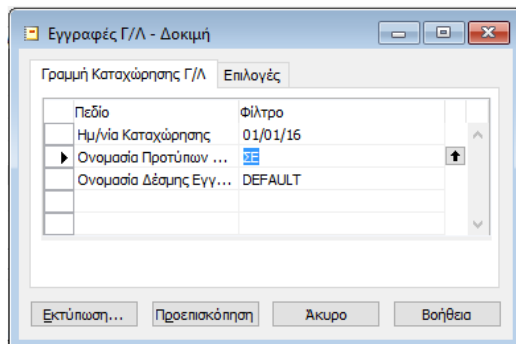 Εγγραφές Γ/Λ - Δοκιμή
Γραμμή Καταχώρησης Γ/Λ Επιλογές
Πεδίο Φίλτρο
Ημ/νία Καταχώρησης 01/01/16
Ονομασία Προτύπων ... ΣΕ
Ονομασία Δέσμης Εγγ... DEFAULT
Εκτύπωση... Προεπισκόπηση Άκυρο Βοήθεια